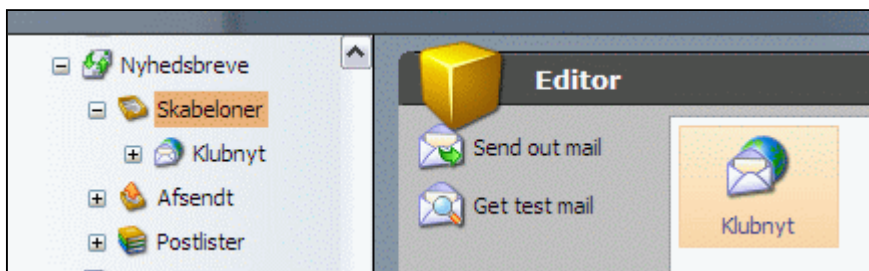 Nyhedsbreve
Skabeloner
Klubnyt
Afsendt
Postlister
Editor
Send out mail
Get test mail
Klubnyt